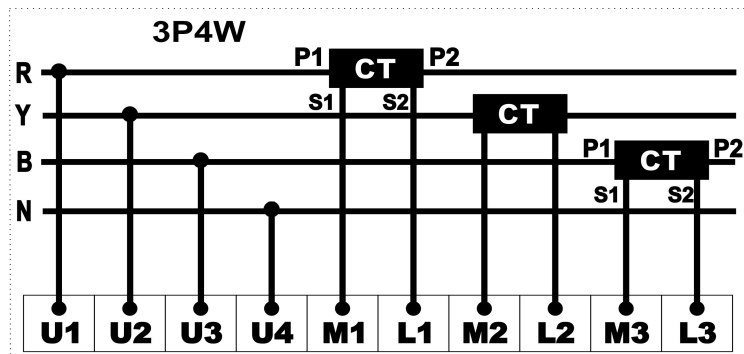 3P4W
R P1 CT P2
S1 S2
Y CT
B P1 CT P2
S1 S2
N
U1 U2 U3 U4 M1 L1 M2 L2 M3 L3